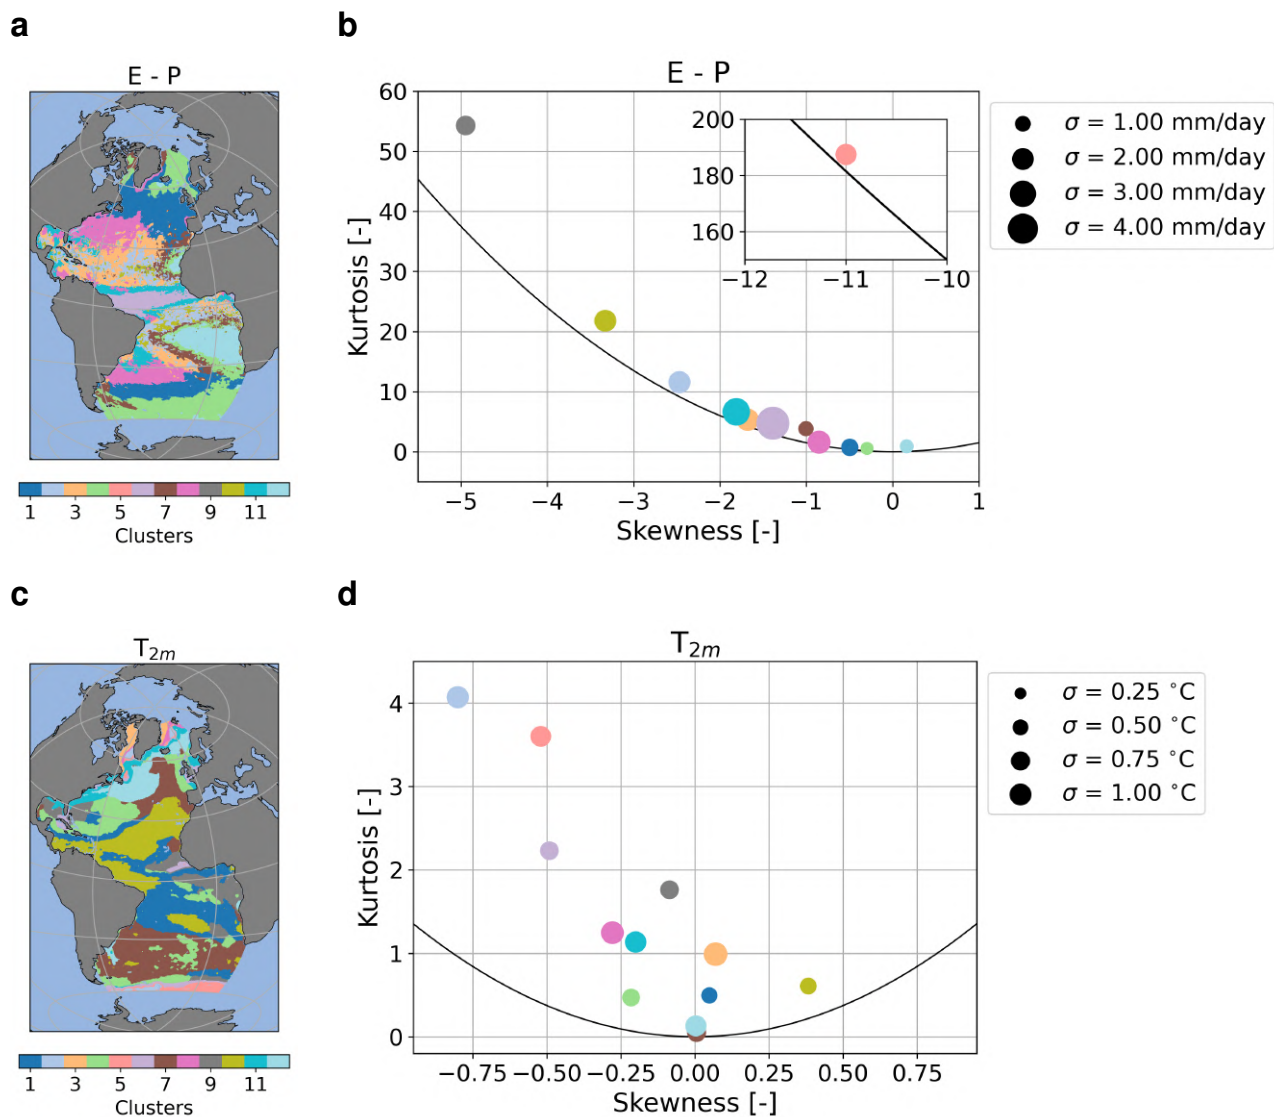 a
E - P
1 3 5 7 9 11
Clusters
b
E - P
Kurtosis [-]
60
50
40
30
20
10
0
−5 −4 −3 −2 −1 0 1
Skewness [-]
200
180
160
−12 −11 −10
σ = 1.00 mm/day
σ = 2.00 mm/day
σ = 3.00 mm/day
σ = 4.00 mm/day
c
T2m
1 3 5 7 9 11
Clusters
d
T2m
Kurtosis [-]
4
3
2
1
0
−0.75 −0.50 −0.25 0.00 0.25 0.50 0.75
Skewness [-]
σ = 0.25 °C
σ = 0.50 °C
σ = 0.75 °C
σ = 1.00 °C